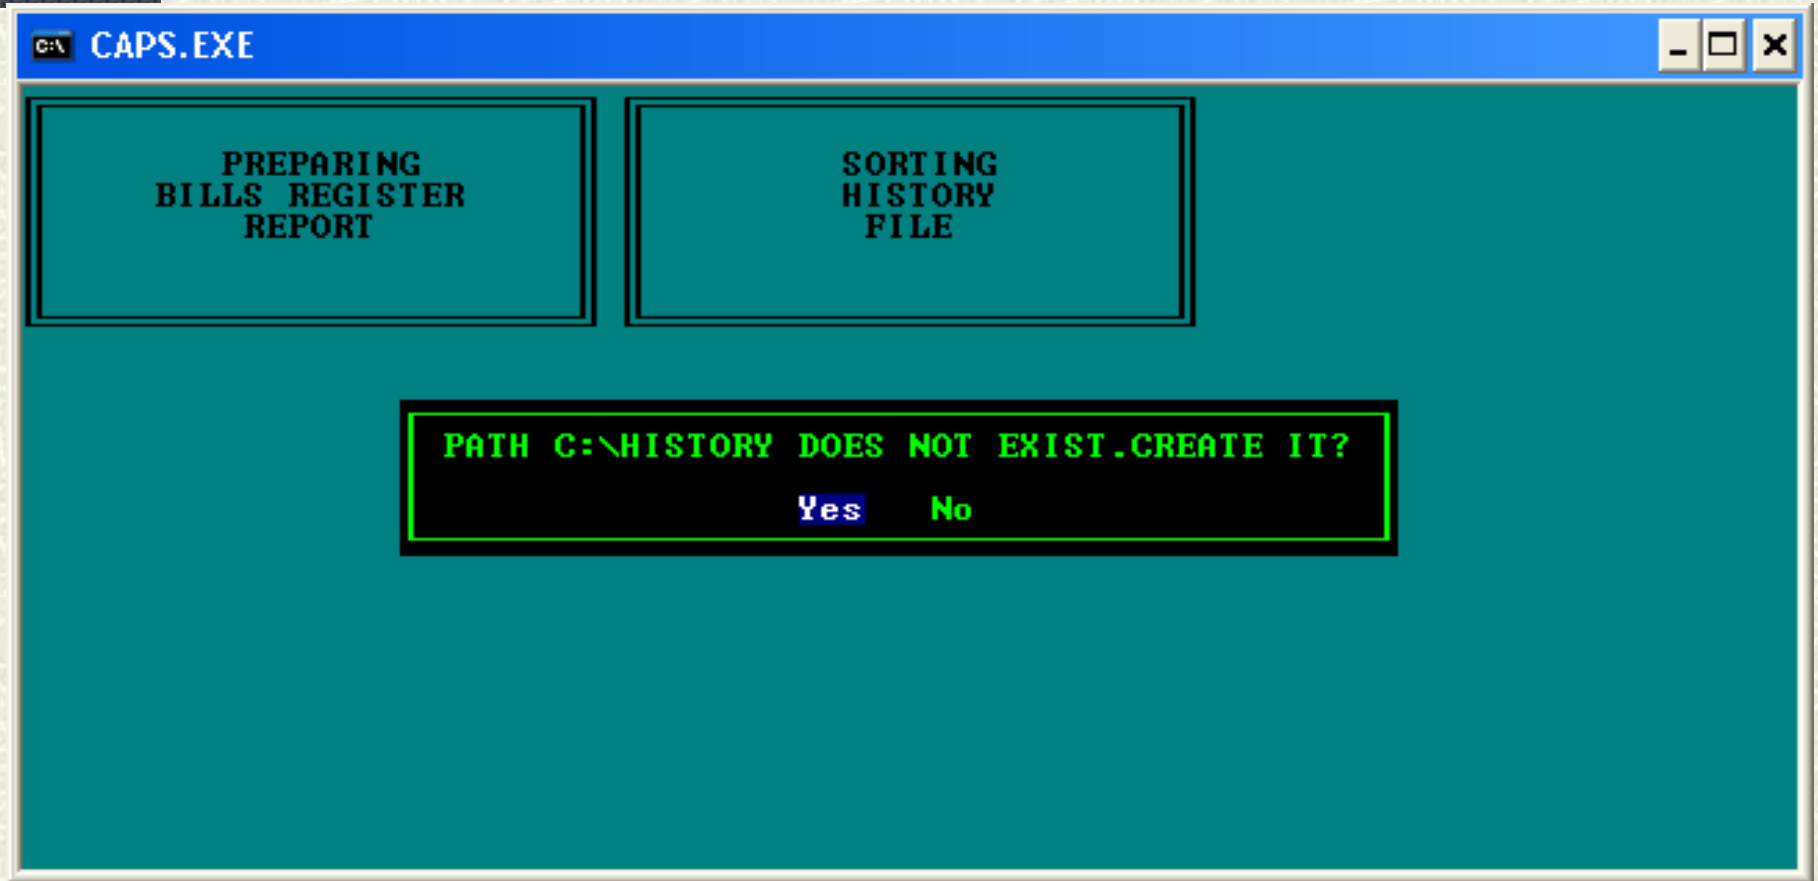 C:\ CAPS.EXE
PREPARING
BILLS REGISTER
REPORT
SORTING
HISTORY
FILE
PATH C:\HISTORY DOES NOT EXIST.CREATE IT?
Yes No